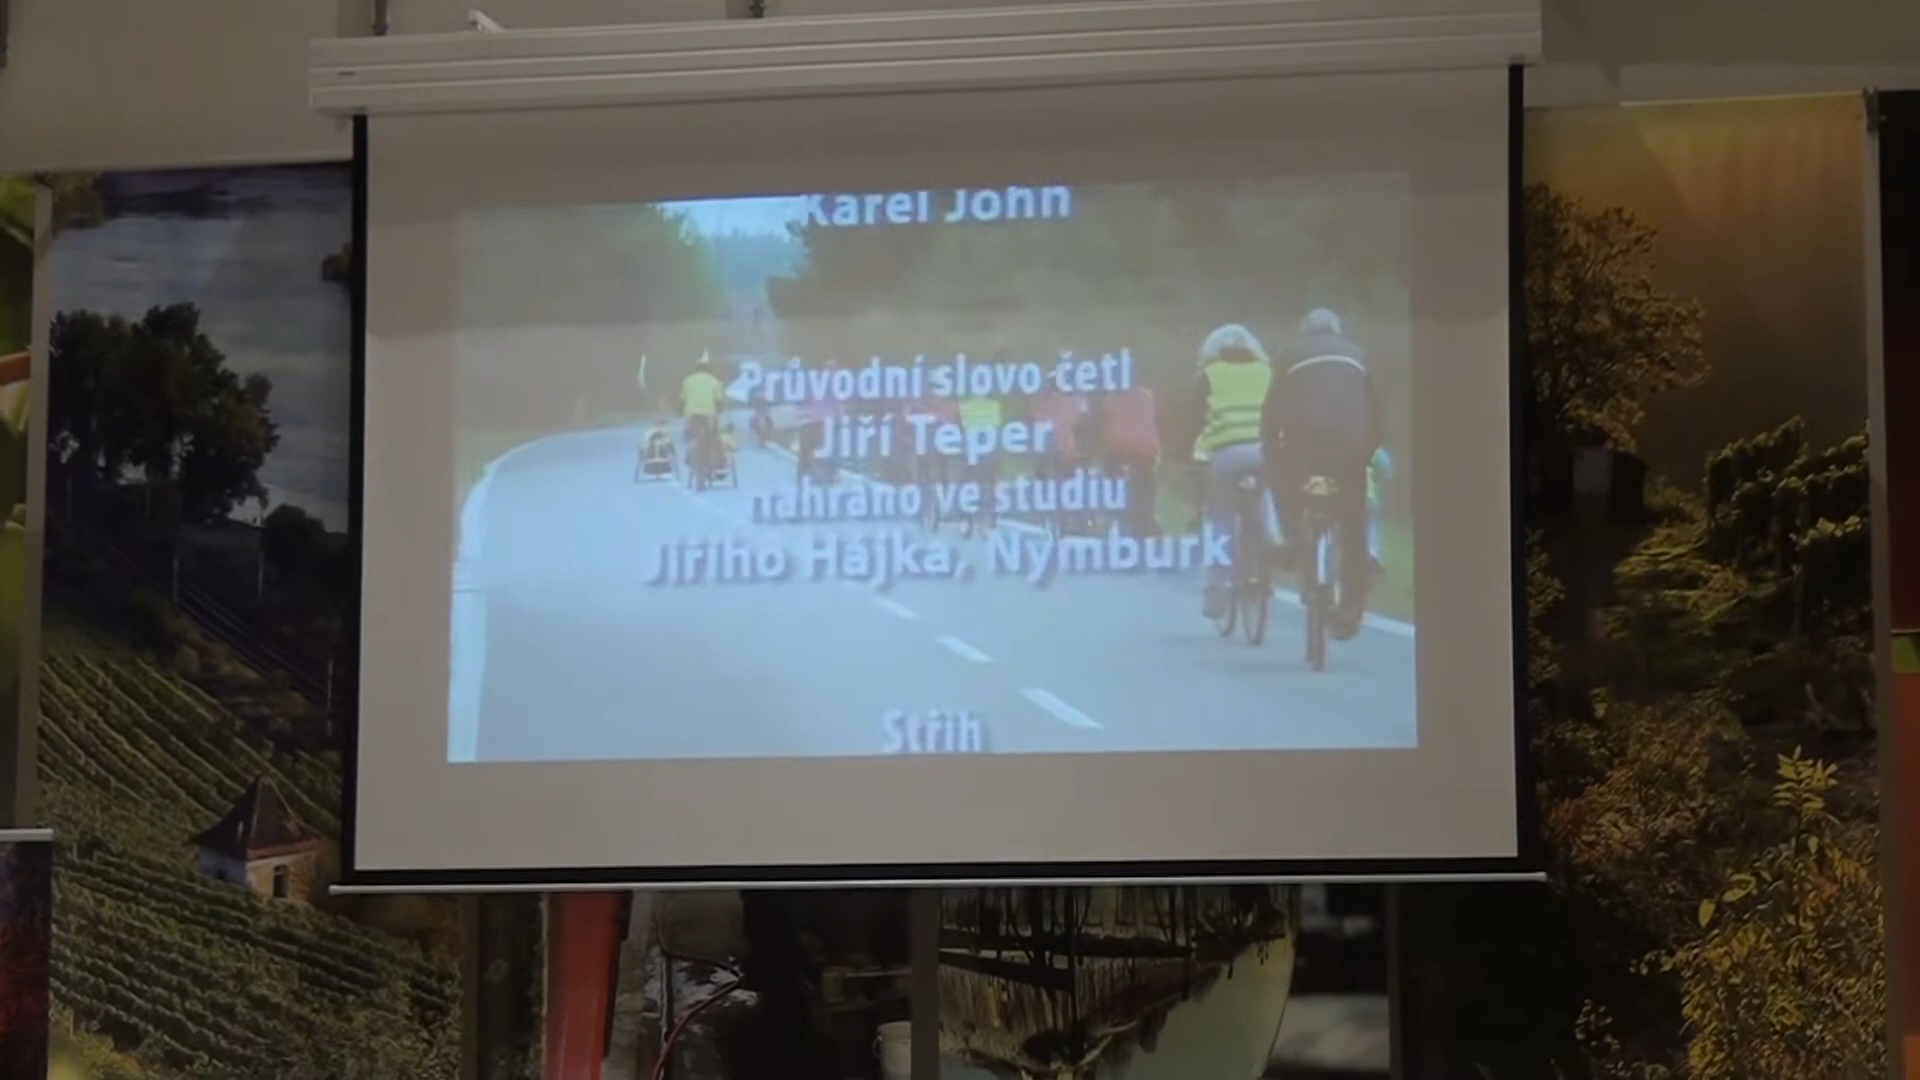 Karel John
Průvodní slovo četl
Jiří Teper
nahráno ve studiu
Jiřího Hájka, Nymburk
Střih